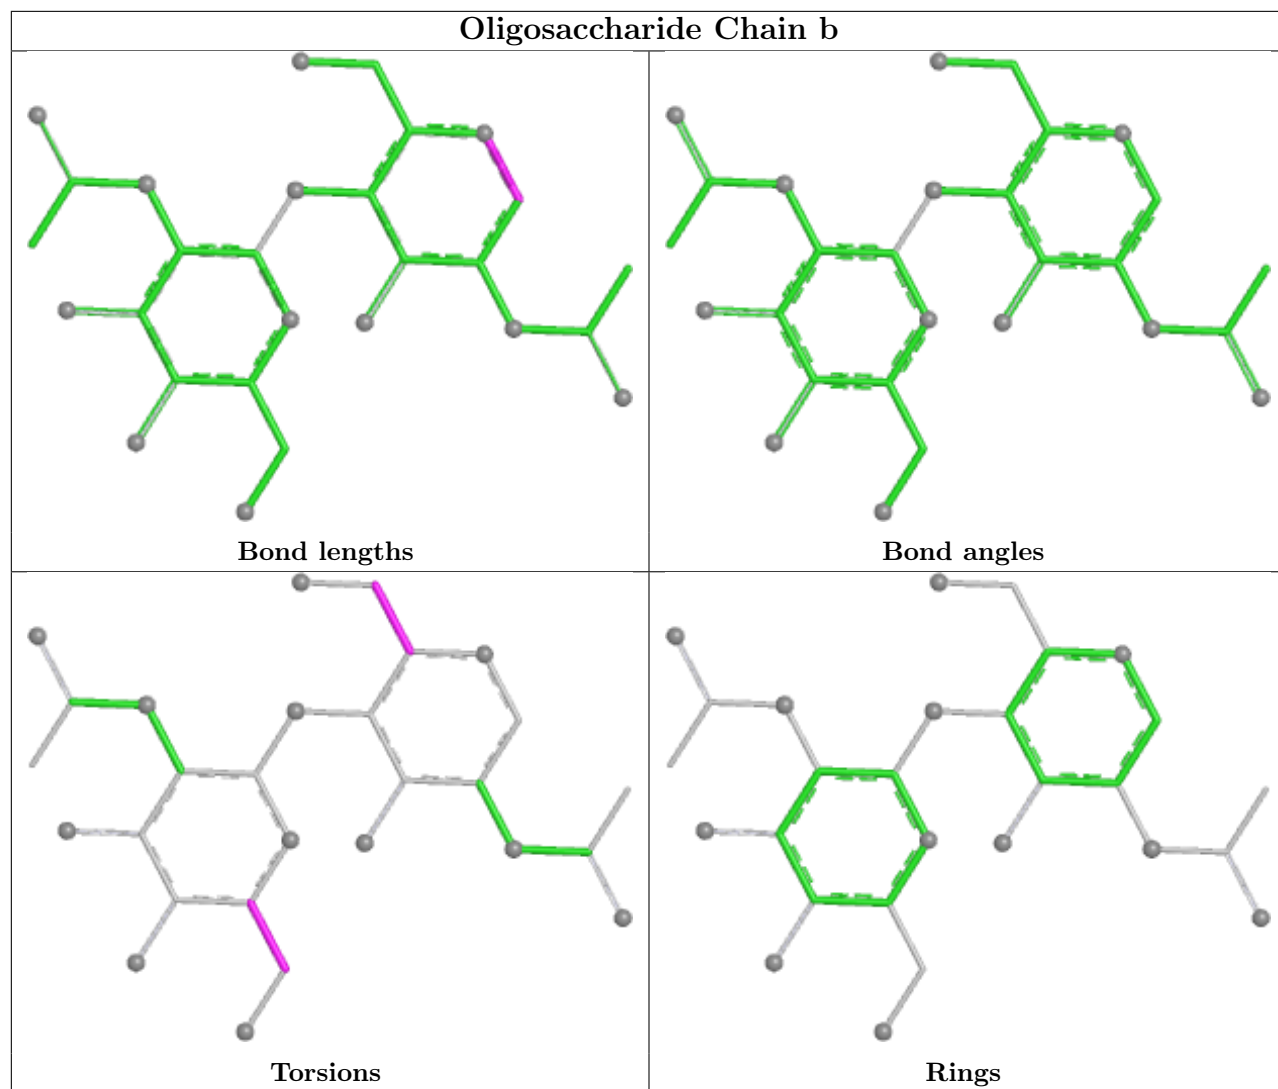 Oligosaccharide Chain b
Bond lengths
Bond angles
Torsions
Rings